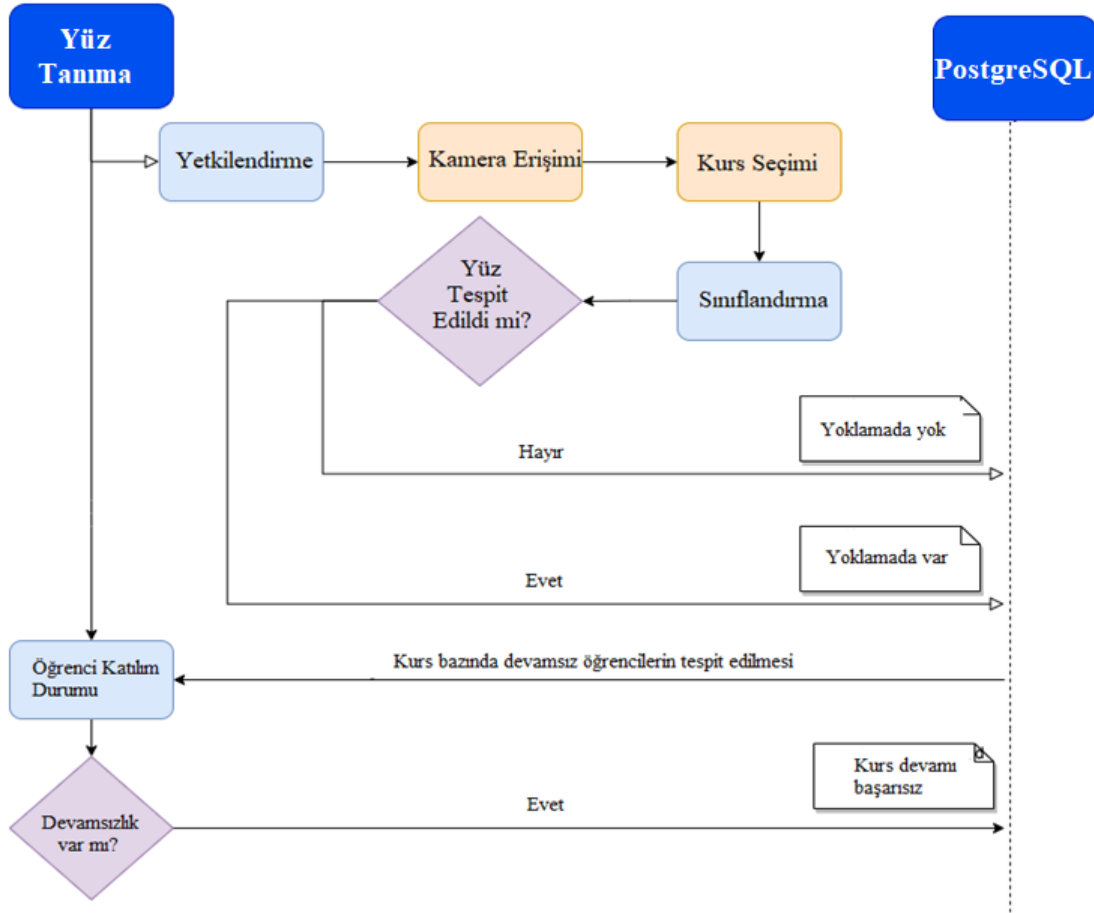 Yüz
Tanıma
PostgreSQL
Yetkilendirme
Kamera Erişimi
Kurs Seçimi
Yüz
Tespit
Edildi mi?
Sınıflandırma
Yoklamada yok
Hayır
Yoklamada var
Evet
Öğrenci Katılım
Durumu
Kurs bazında devamsız öğrencilerin tespit edilmesi
d
Kurs devamı
başarısız
Evet
Devamsızlık
var mı?